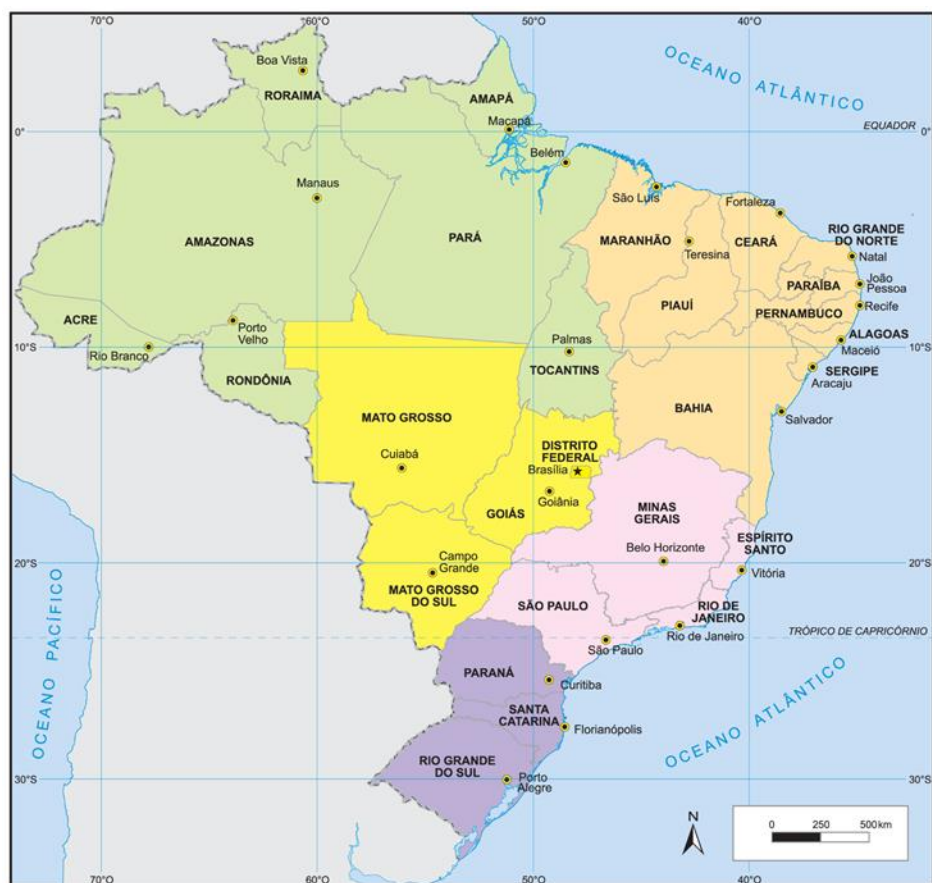 70°O
60°O
50°O
40°O
OCEANO ATLÂNTICO
Boa Vista
RORAIMA
AMAPÁ
Macapá
EQUADOR
0°
0°
Belém
Manaus
São Luís
Fortaleza
AMAZONAS
PARÁ
MARANHÃO
Teresina
CEARÁ
RIO GRANDE
DO NORTE
Natal
João
Pessoa
PARAÍBA
PIAUÍ
PERNAMBUCO
Recife
ACRE
Porto
Velho
Rio Branco
10°S
10°S
Palmas
ALAGOAS
Maceió
RONDÔNIA
TOCANTINS
SERGIPE
Aracaju
BAHIA
Salvador
MATO GROSSO
Cuiabá
DISTRITO
FEDERAL
Brasília
Goiânia
GOIÁS
MINAS
GERAIS
Belo Horizonte
ESPÍRITO
SANTO
Vitória
20°S
20°S
Campo
Grande
MATO GROSSO
DO SUL
SÃO PAULO
RIO DE
JANEIRO
Rio de Janeiro
São Paulo
TRÓPICO DE CAPRICÓRNIO
OCEANO PACÍFICO
PARANÁ
Curitiba
SANTA
CATARINA
Florianópolis
OCEANO ATLÂNTICO
RIO GRANDE
DO SUL
Porto
Alegre
30°S
30°S
N
0 250 500 km
70°O
60°O
50°O
40°O